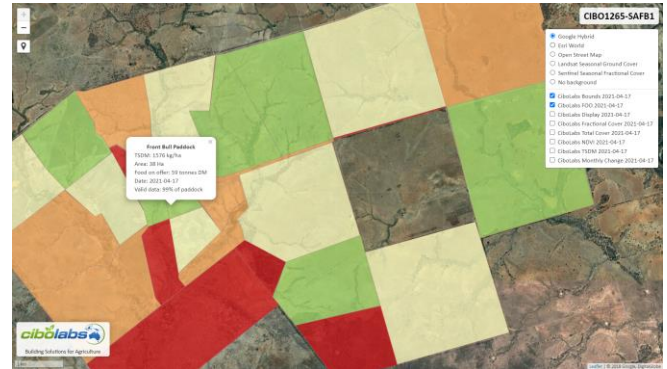 +
−
CIBO1265-SAFB1
Google Hybrid
Esri World
Open Street Map
Landsat Seasonal Ground Cover
Sentinel Seasonal Fractional Cover
No background
CiboLabs Bounds 2021-04-17
CiboLabs FOO 2021-04-17
CiboLabs Display 2021-04-17
CiboLabs Fractional Cover 2021-04-17
CiboLabs Total Cover 2021-04-17
CiboLabs NDVI 2021-04-17
CiboLabs TSDM 2021-04-17
CiboLabs Monthly Change 2021-04-17
Front Bull Paddock
TSDM: 1576 kg/ha
Area: 38 Ha
Feed on offer: 59 tonnes DM
Date: 2021-04-17
Valid data: 99% of paddock
cibolabs
Building Solutions for Agriculture